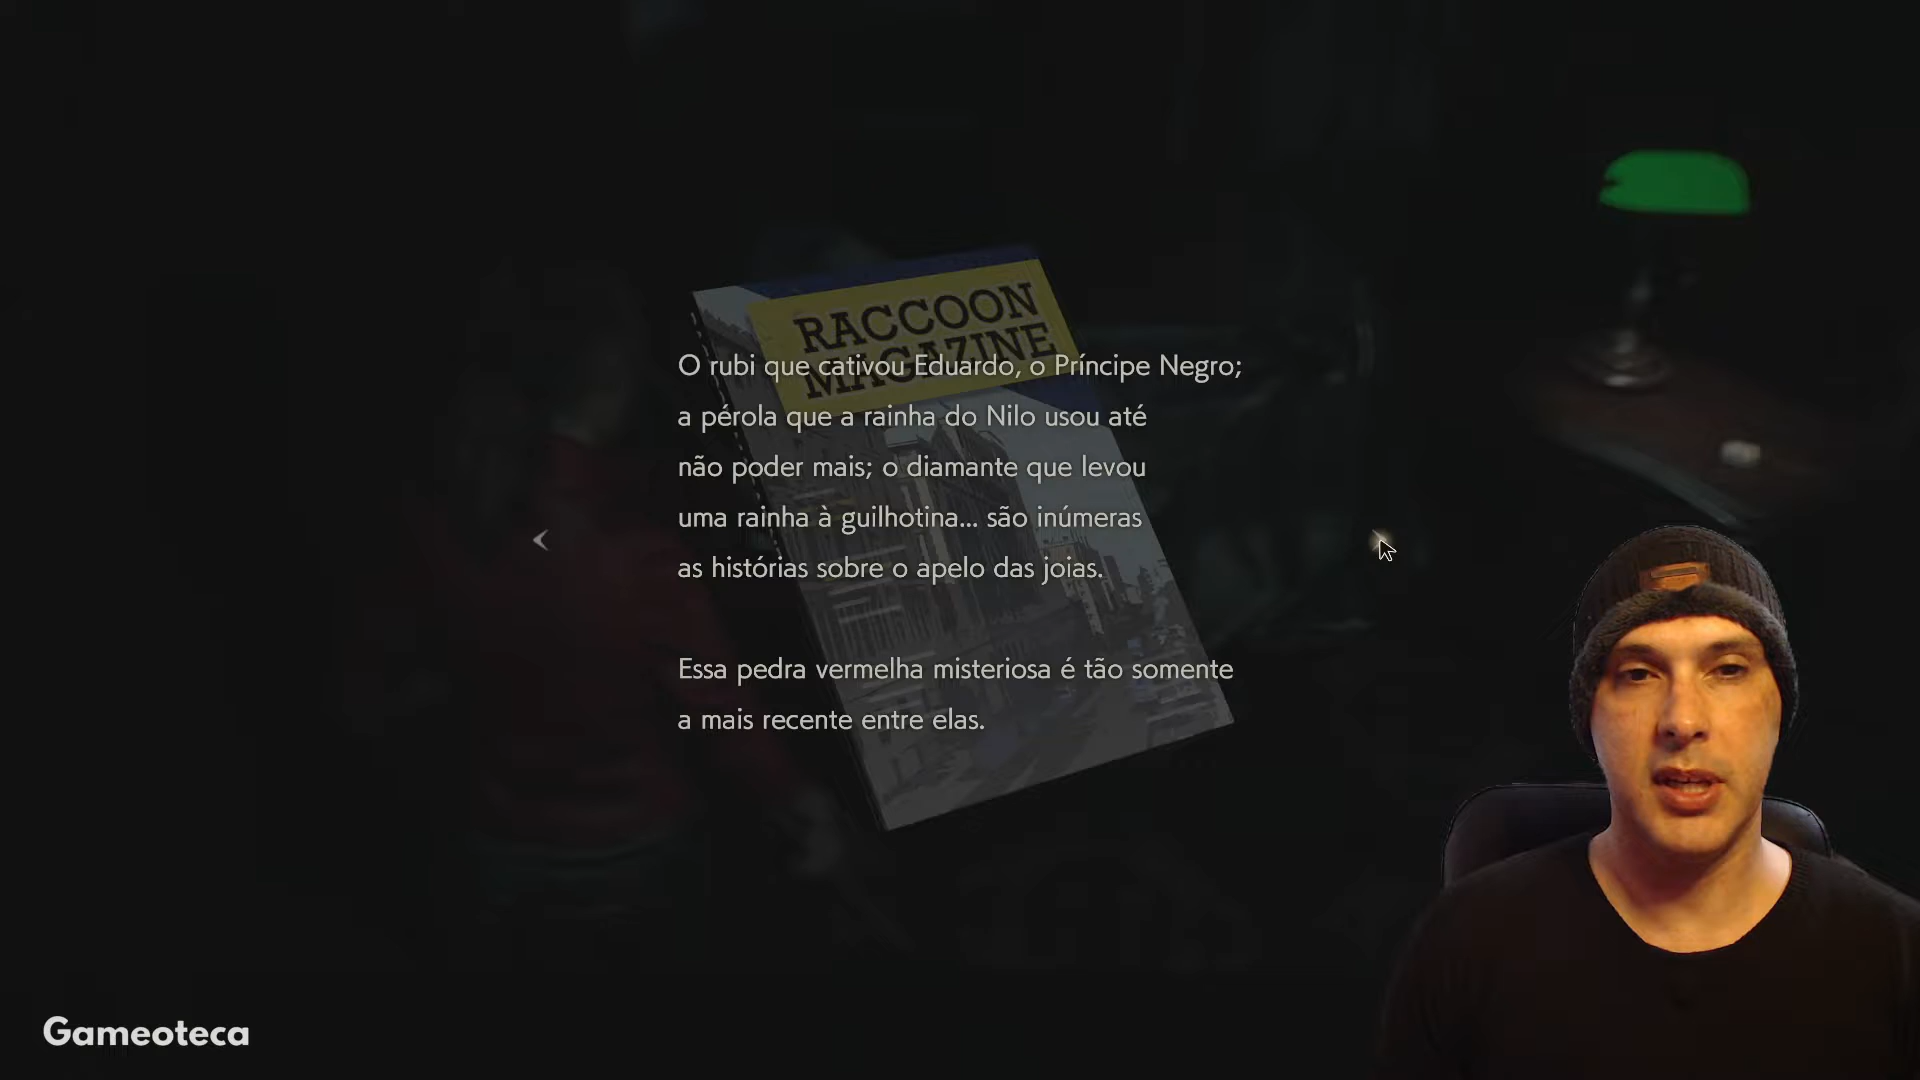 RACCOON
MAGAZINE
O rubi que cativou Eduardo, o Príncipe Negro;
a pérola que a rainha do Nilo usou até
não poder mais; o diamante que levou
uma rainha à guilhotina... são inúmeras
as histórias sobre o apelo das joias.
Essa pedra vermelha misteriosa é tão somente
a mais recente entre elas.
Gameoteca